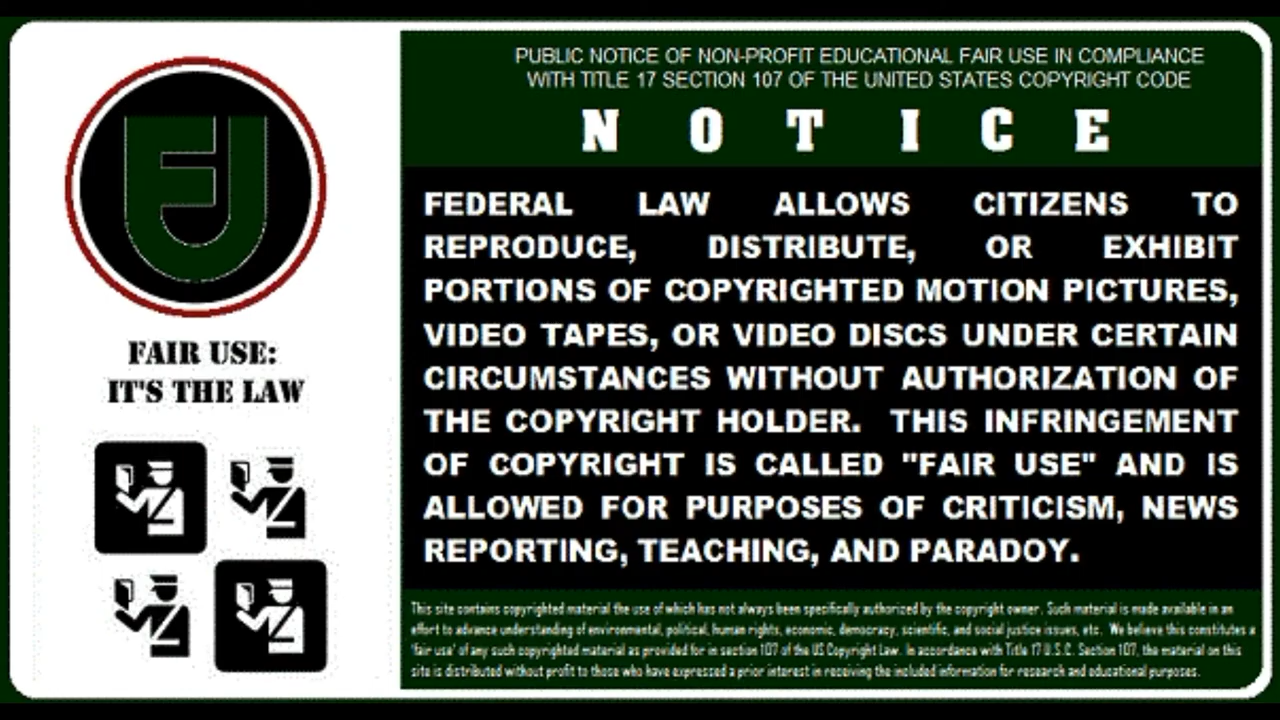 FAIR USE:
IT'S THE LAW
PUBLIC NOTICE OF NON-PROFIT EDUCATIONAL FAIR USE IN COMPLIANCE
WITH TITLE 17 SECTION 107 OF THE UNITED STATES COPYRIGHT CODE
NOTICE
FEDERAL LAW ALLOWS CITIZENS TO
REPRODUCE, DISTRIBUTE, OR EXHIBIT
PORTIONS OF COPYRIGHTED MOTION PICTURES,
VIDEO TAPES, OR VIDEO DISCS UNDER CERTAIN
CIRCUMSTANCES WITHOUT AUTHORIZATION OF
THE COPYRIGHT HOLDER. THIS INFRINGEMENT
OF COPYRIGHT IS CALLED "FAIR USE" AND IS
ALLOWED FOR PURPOSES OF CRITICISM, NEWS
REPORTING, TEACHING, AND PARADOY.
This site contains copyrighted material the use of which has not always been specifically authorized by the copyright owner. Such material is made available in an
effort to advance understanding of environmental, political, human rights, economic, democracy, scientific, and social justice issues, etc. We believe this constitutes a
'fair use' of any such copyrighted material as provided for in section 107 of the US Copyright Law. In accordance with Title 17 U.S.C. Section 107, the material on this
site is distributed without profit to those who have expressed a prior interest in receiving the included information for research and educational purposes.